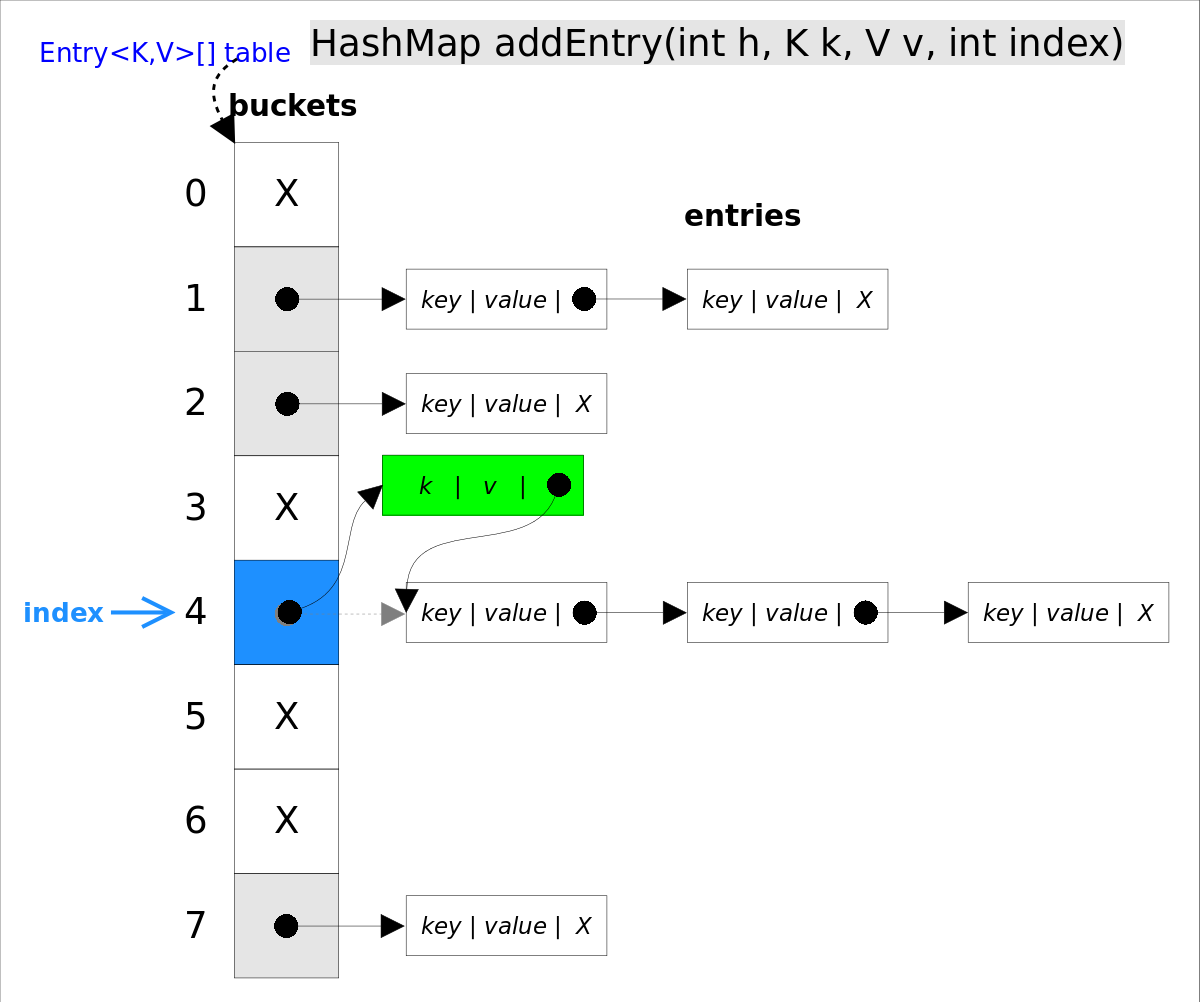 HashMap addEntry(int h, K k, V v, int index)
Entry<K,V>[] table
buckets
0 X
entries
1 key | value | key | value | X
2 key | value | X
k | v |
3 X
index 4 key | value | key | value | key | value | X
5 X
6 X
7 key | value | X